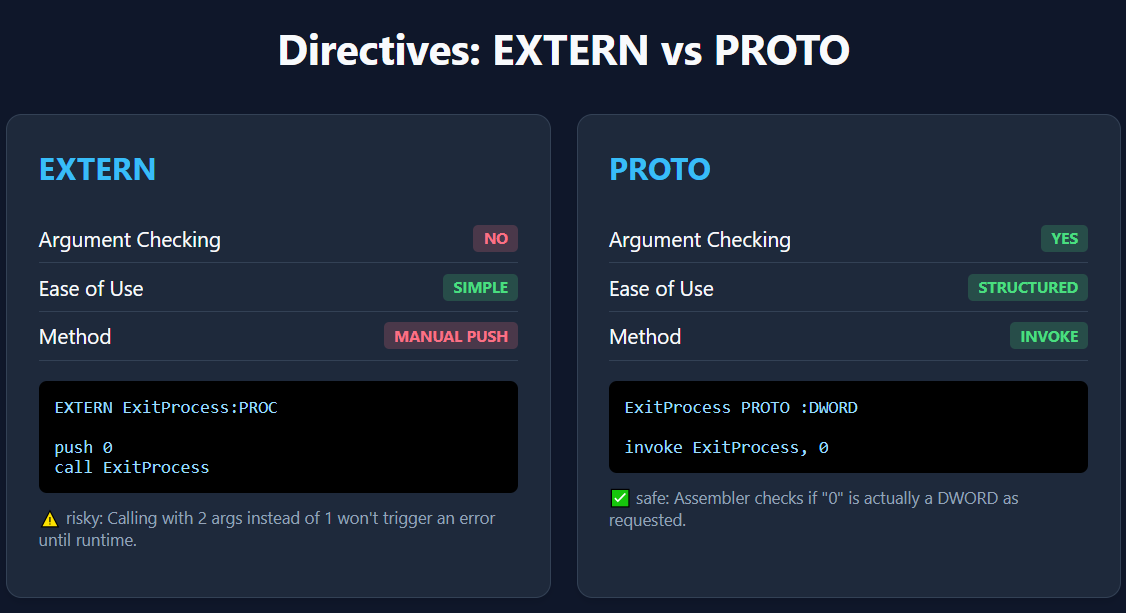 Directives: EXTERN vs PROTO
EXTERN
Argument Checking NO
Ease of Use SIMPLE
Method MANUAL PUSH
EXTERN ExitProcess:PROC
push 0
call ExitProcess
⚠️ risky: Calling with 2 args instead of 1 won't trigger an error
until runtime.
PROTO
Argument Checking YES
Ease of Use STRUCTURED
Method INVOKE
ExitProcess PROTO :DWORD
invoke ExitProcess, 0
✅ safe: Assembler checks if "0" is actually a DWORD as
requested.